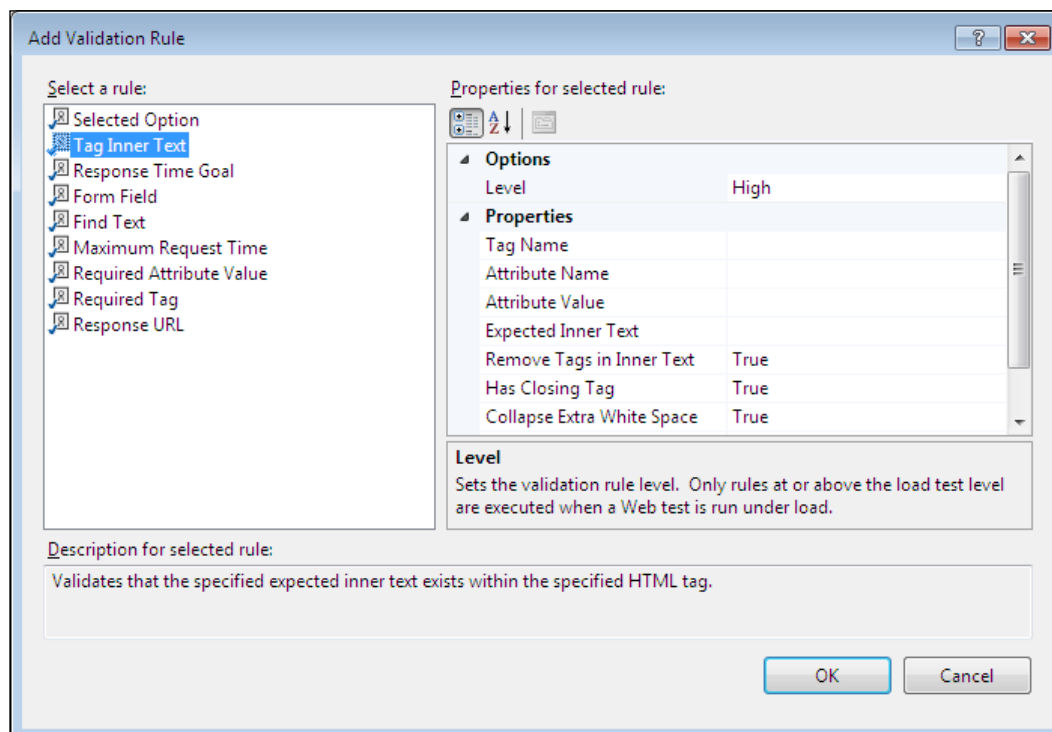 Add Validation Rule
Select a rule:
Selected Option
Tag Inner Text
Response Time Goal
Form Field
Find Text
Maximum Request Time
Required Attribute Value
Required Tag
Response URL
Properties for selected rule:
Options
Level High
Properties
Tag Name
Attribute Name
Attribute Value
Expected Inner Text
Remove Tags in Inner Text True
Has Closing Tag True
Collapse Extra White Space True
Level
Sets the validation rule level. Only rules at or above the load test level
are executed when a Web test is run under load.
Description for selected rule:
Validates that the specified expected inner text exists within the specified HTML tag.
OK Cancel